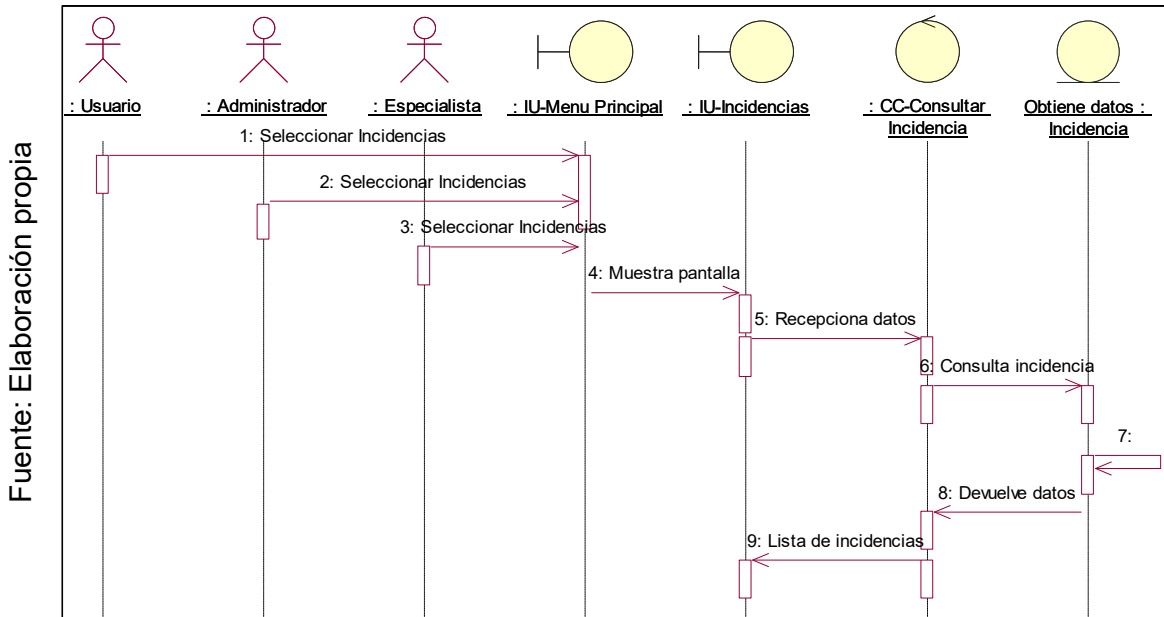 Fuente: Elaboración propia
: Usuario
: Administrador
: Especialista
: IU-Menu Principal
: IU-Incidencias
: CC-Consultar
Incidencia
Obtiene datos :
Incidencia
1: Seleccionar Incidencias
2: Seleccionar Incidencias
3: Seleccionar Incidencias
4: Muestra pantalla
5: Recepciona datos
6: Consulta incidencia
7:
8: Devuelve datos
9: Lista de incidencias